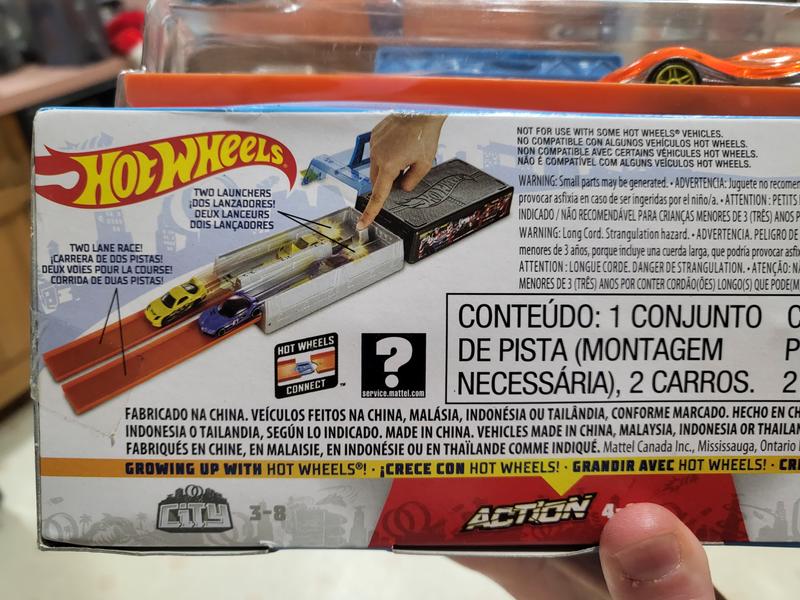 HOT WHEELS
TWO LAUNCHERS
¡DOS LANZADORES!
DEUX LANCEURS
DOIS LANÇADORES
TWO LANE RACE!
¡CARRERA DE DOS PISTAS!
DEUX VOIES POUR LA COURSE!
CORRIDA DE DUAS PISTAS!
HOT WHEELS
CONNECT
™
?
service.mattel.com
NOT FOR USE WITH SOME HOT WHEELS® VEHICLES.
NO COMPATIBLE CON ALGUNOS VEHÍCULOS HOT WHEELS.
NON COMPATIBLE AVEC CERTAINS VÉHICULES HOT WHEELS.
NÃO É COMPATÍVEL COM ALGUNS VEÍCULOS HOT WHEELS.
WARNING: Small parts may be generated. • ADVERTENCIA: Juguete no recomen
provocar asfixia en caso de ser ingeridas por el niño/a. • ATTENTION : PETITS
INDICADO / NÃO RECOMENDÁVEL PARA CRIANÇAS MENORES DE 3 (TRÊS) ANOS P
WARNING: Long Cord. Strangulation hazard. • ADVERTENCIA. PELIGRO DE
menores de 3 años, porque incluye una cuerda larga, que podría provocar asfix
ATTENTION : LONGUE CORDE. DANGER DE STRANGULATION. • ATENÇÃO: NÃ
MENORES DE 3 (TRÊS) ANOS POR CONTER CORDÃO(ÕES) LONGO(S) QUE PODE(M
CONTEÚDO: 1 CONJUNTO
DE PISTA (MONTAGEM
NECESSÁRIA), 2 CARROS.
FABRICADO NA CHINA. VEÍCULOS FEITOS NA CHINA, MALÁSIA, INDONÉSIA OU TAILÂNDIA, CONFORME MARCADO. HECHO EN CH
INDONESIA O TAILANDIA, SEGÚN LO INDICADO. MADE IN CHINA. VEHICLES MADE IN CHINA, MALAYSIA, INDONESIA OR THAILAN
FABRIQUÉS EN CHINE, EN MALAISIE, EN INDONÉSIE OU EN THAÏLANDE COMME INDIQUÉ. Mattel Canada Inc., Mississauga, Ontario
GROWING UP WITH HOT WHEELS®! · ¡CRECE CON HOT WHEELS! · GRANDIR AVEC HOT WHEELS! · CRE
CITY 3-8
ACTION 4-